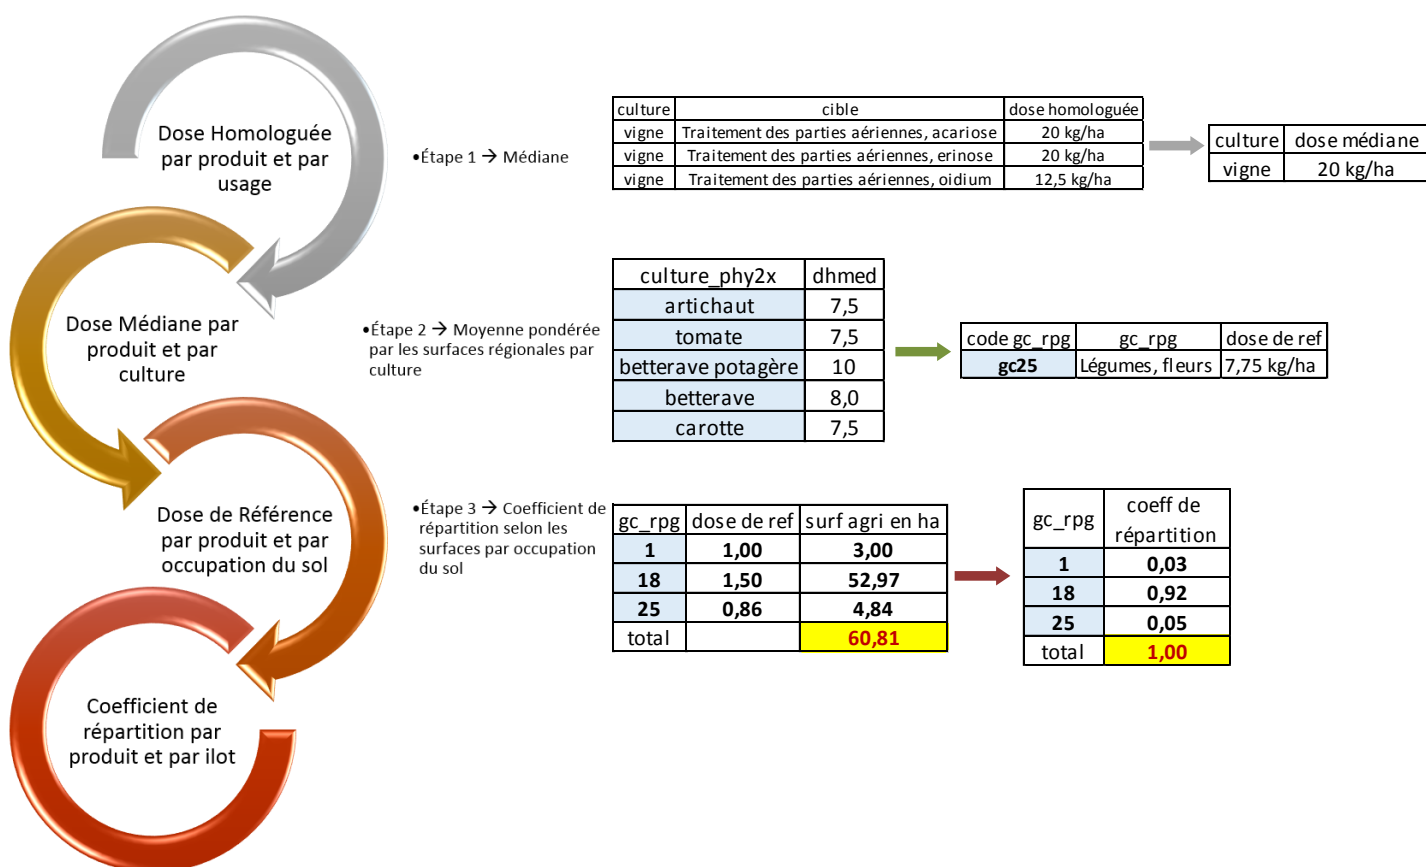 Dose Homologuée
par produit et par
usage
•Étape 1 → Médiane
culture cible dose homologuée
vigne Traitement des parties aériennes, acariose 20 kg/ha
vigne Traitement des parties aériennes, erinose 20 kg/ha
vigne Traitement des parties aériennes, oidium 12,5 kg/ha
culture dose médiane
vigne 20 kg/ha
Dose Médiane par
produit et par
culture
•Étape 2 → Moyenne pondérée
par les surfaces régionales par
culture
culture_phy2x dhmed
artichaut 7,5
tomate 7,5
betterave potagère 10
betterave 8,0
carotte 7,5
code gc_rpg gc_rpg dose de ref
gc25 Légumes, fleurs 7,75 kg/ha
Dose de Référence
par produit et par
occupation du sol
•Étape 3 → Coefficient de
répartition selon les
surfaces par occupation
du sol
gc_rpg dose de ref surf agri en ha
1 1,00 3,00
18 1,50 52,97
25 0,86 4,84
total 60,81
gc_rpg coeff de
répartition
1 0,03
18 0,92
25 0,05
total 1,00
Coefficient de
répartition par
produit et par ilot